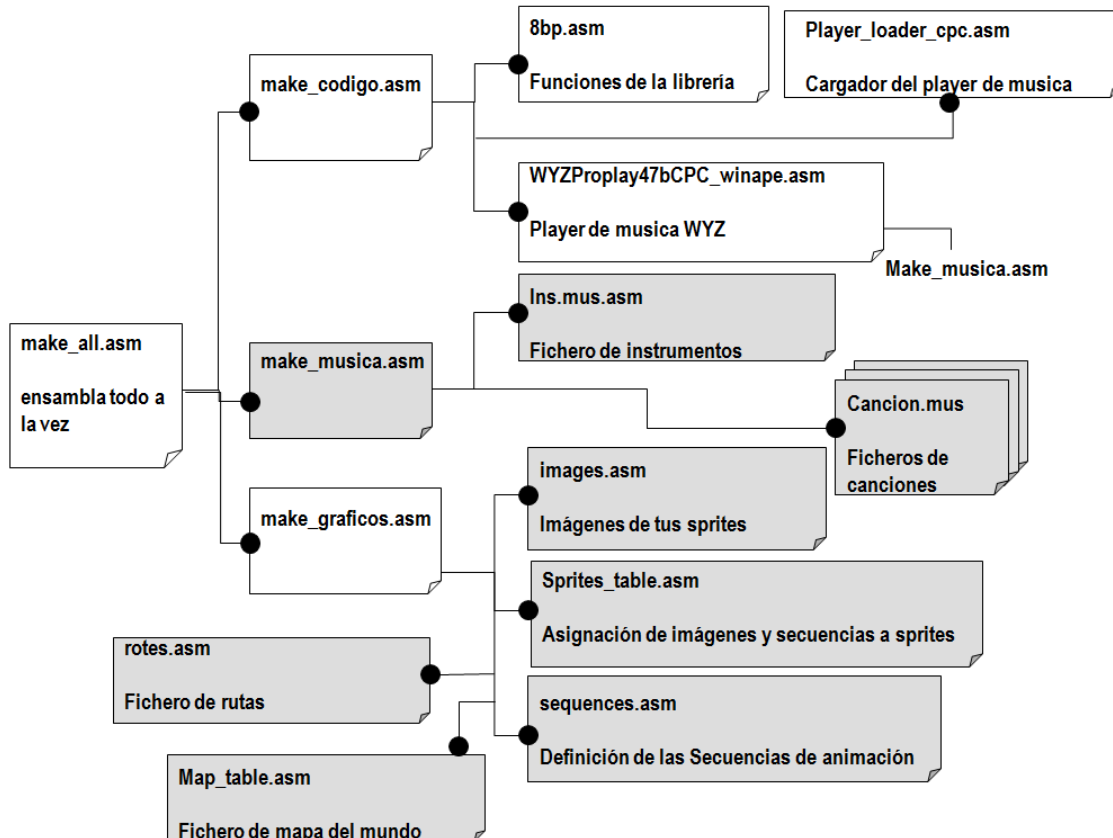 8bp.asm
Funciones de la librería
Player_loader_cpc.asm
Cargador del player de musica
make_codigo.asm
WYZProplay47bCPC_winape.asm
Player de musica WYZ
Make_musica.asm
Ins.mus.asm
Fichero de instrumentos
make_all.asm
ensambla todo a
la vez
make_musica.asm
Cancion.mus
Ficheros de
canciones
images.asm
Imágenes de tus sprites
make_graficos.asm
Sprites_table.asm
Asignación de imágenes y secuencias a sprites
rotes.asm
Fichero de rutas
sequences.asm
Definición de las Secuencias de animación
Map_table.asm
Fichero de mapa del mundo